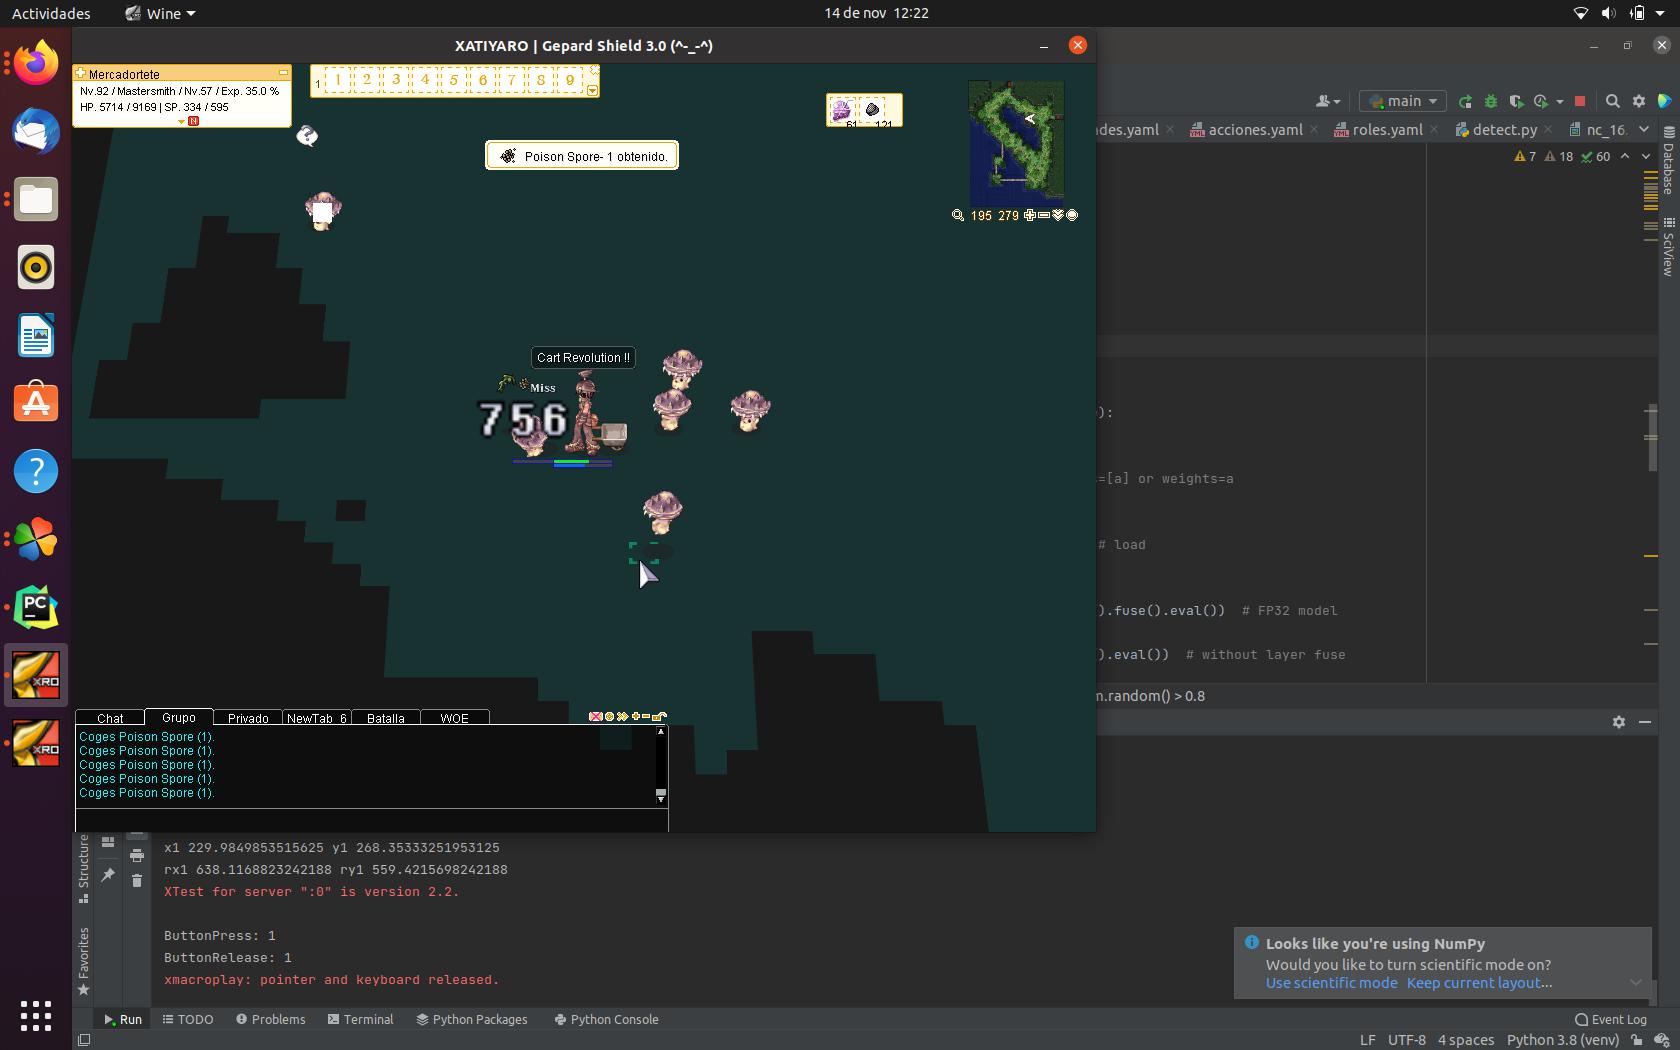 Actividades
Wine
14 de nov 12:22
XATIYARO | Gepard Shield 3.0 (^-_-^)
Mercadortete
Nv.92 / Mastersmith / Nv.57 / Exp. 35.0 %
HP. 5714 / 9169 | SP. 334 / 595
N
1
1 2 3 4 5 6 7 8 9
61 121
Poison Spore- 1 obtenido.
195 279
Cart Revolution !!
Miss
756
Chat Grupo Privado NewTab_6 Batalla WOE
Coges Poison Spore (1).
Coges Poison Spore (1).
Coges Poison Spore (1).
Coges Poison Spore (1).
Coges Poison Spore (1).
main
des.yaml acciones.yaml roles.yaml detect.py nc_16.
7 18 60
Database
SciView
):
=[a] or weights=a
# load
).fuse().eval()) # FP32 model
).eval()) # without layer fuse
m.random() > 0.8
PC
XRO
XRO
Structure
Favorites
x1 229.9849853515625 y1 268.35333251953125
rx1 638.1168823242188 ry1 559.4215698242188
XTest for server ":0" is version 2.2.
ButtonPress: 1
ButtonRelease: 1
xmacroplay: pointer and keyboard released.
Looks like you're using NumPy
Would you like to turn scientific mode on?
Use scientific mode Keep current layout...
Run TODO Problems Terminal Python Packages Python Console
Event Log
LF UTF-8 4 spaces Python 3.8 (venv)